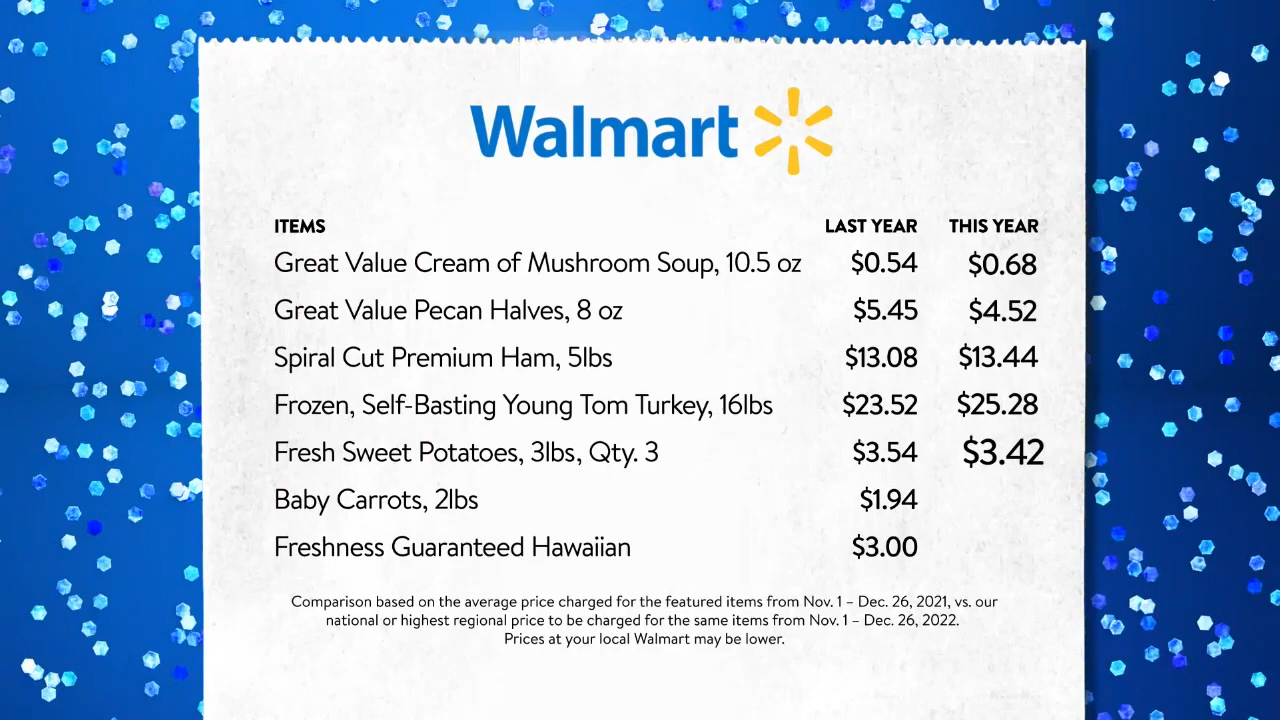 Walmart
ITEMS LAST YEAR THIS YEAR
Great Value Cream of Mushroom Soup, 10.5 oz $0.54 $0.68
Great Value Pecan Halves, 8 oz $5.45 $4.52
Spiral Cut Premium Ham, 5lbs $13.08 $13.44
Frozen, Self-Basting Young Tom Turkey, 16lbs $23.52 $25.28
Fresh Sweet Potatoes, 3lbs, Qty. 3 $3.54 $3.42
Baby Carrots, 2lbs $1.94
Freshness Guaranteed Hawaiian $3.00
Comparison based on the average price charged for the featured items from Nov. 1 – Dec. 26, 2021, vs. our
national or highest regional price to be charged for the same items from Nov. 1 – Dec. 26, 2022.
Prices at your local Walmart may be lower.